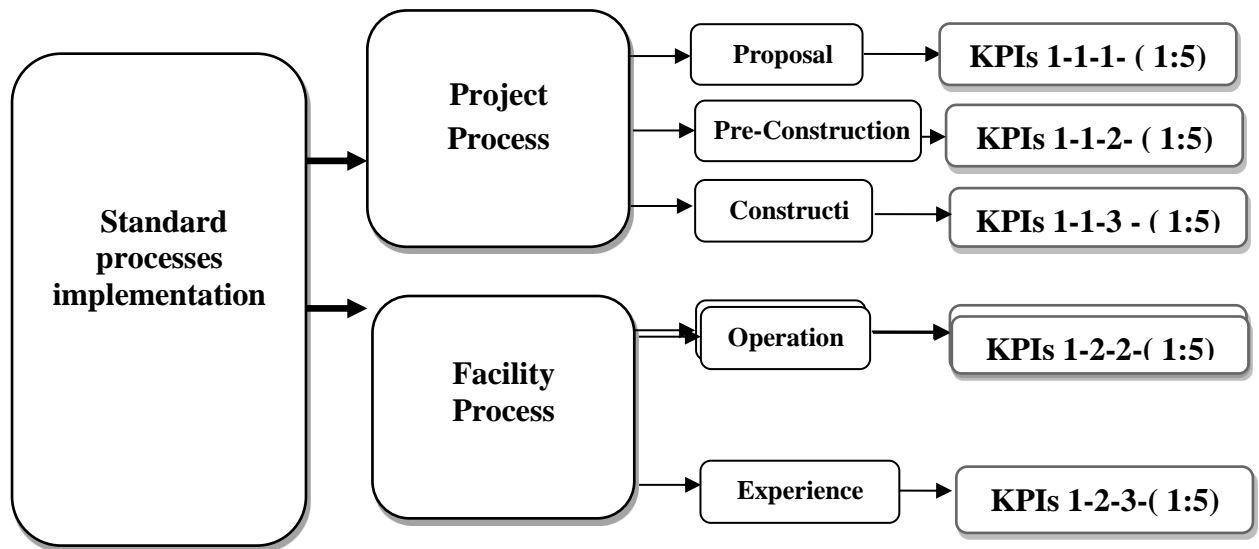 Standard
processes
implementation
Project
Process
Proposal
KPIs 1-1-1- ( 1:5)
Pre-Construction
KPIs 1-1-2- ( 1:5)
Constructi
KPIs 1-1-3 - ( 1:5)
Facility
Process
Operation
KPIs 1-2-2-( 1:5)
Experience
KPIs 1-2-3-( 1:5)